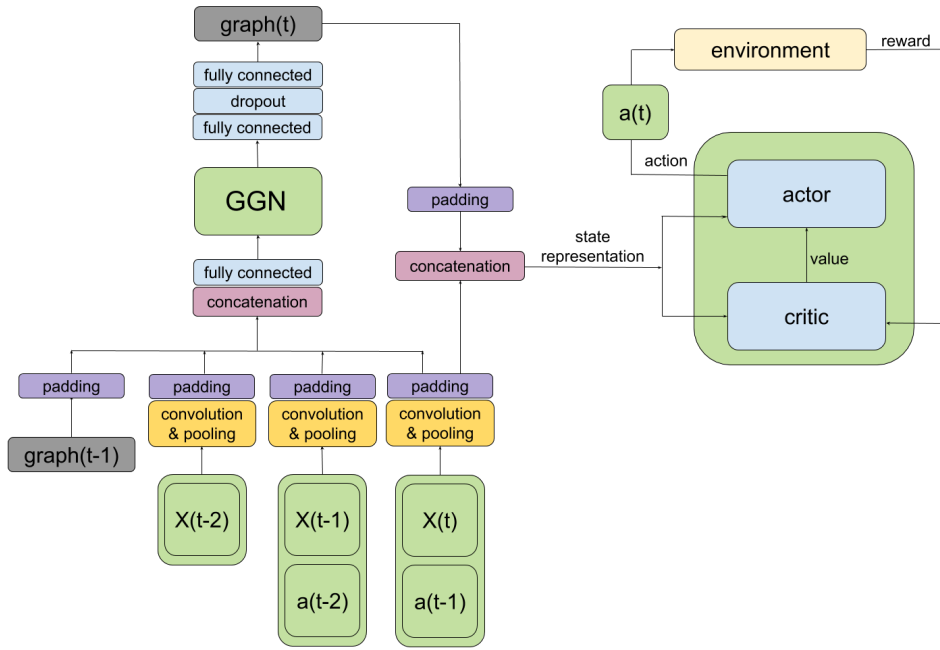 graph(t)
fully connected
dropout
fully connected
GGN
fully connected
concatenation
padding
padding
padding
padding
convolution
& pooling
convolution
& pooling
convolution
& pooling
graph(t-1)
X(t-2)
X(t-1)
a(t-2)
X(t)
a(t-1)
padding
concatenation
state
representation
environment
reward
a(t)
action
actor
value
critic